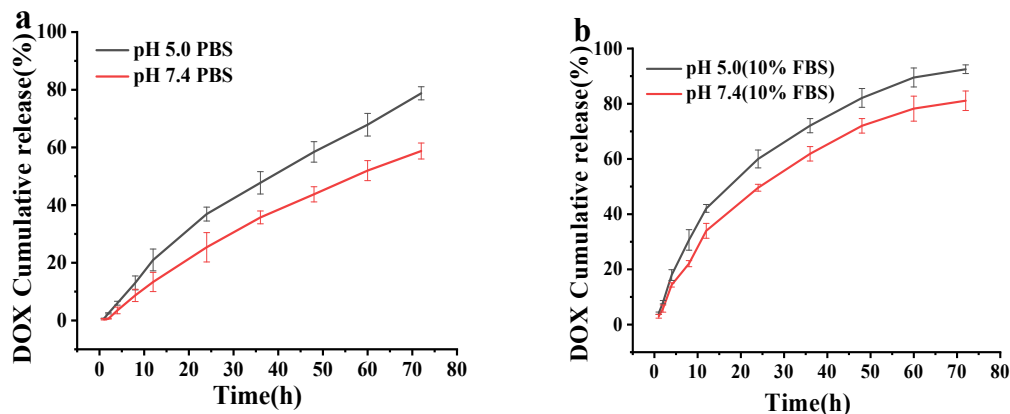 a
pH 5.0 PBS
pH 7.4 PBS
DOX Cumulative release(%)
100
80
60
40
20
0
0 10 20 30 40 50 60 70 80
Time(h)
b
pH 5.0(10% FBS)
pH 7.4(10% FBS)
DOX Cumulative release(%)
100
80
60
40
20
0
0 10 20 30 40 50 60 70 80
Time(h)